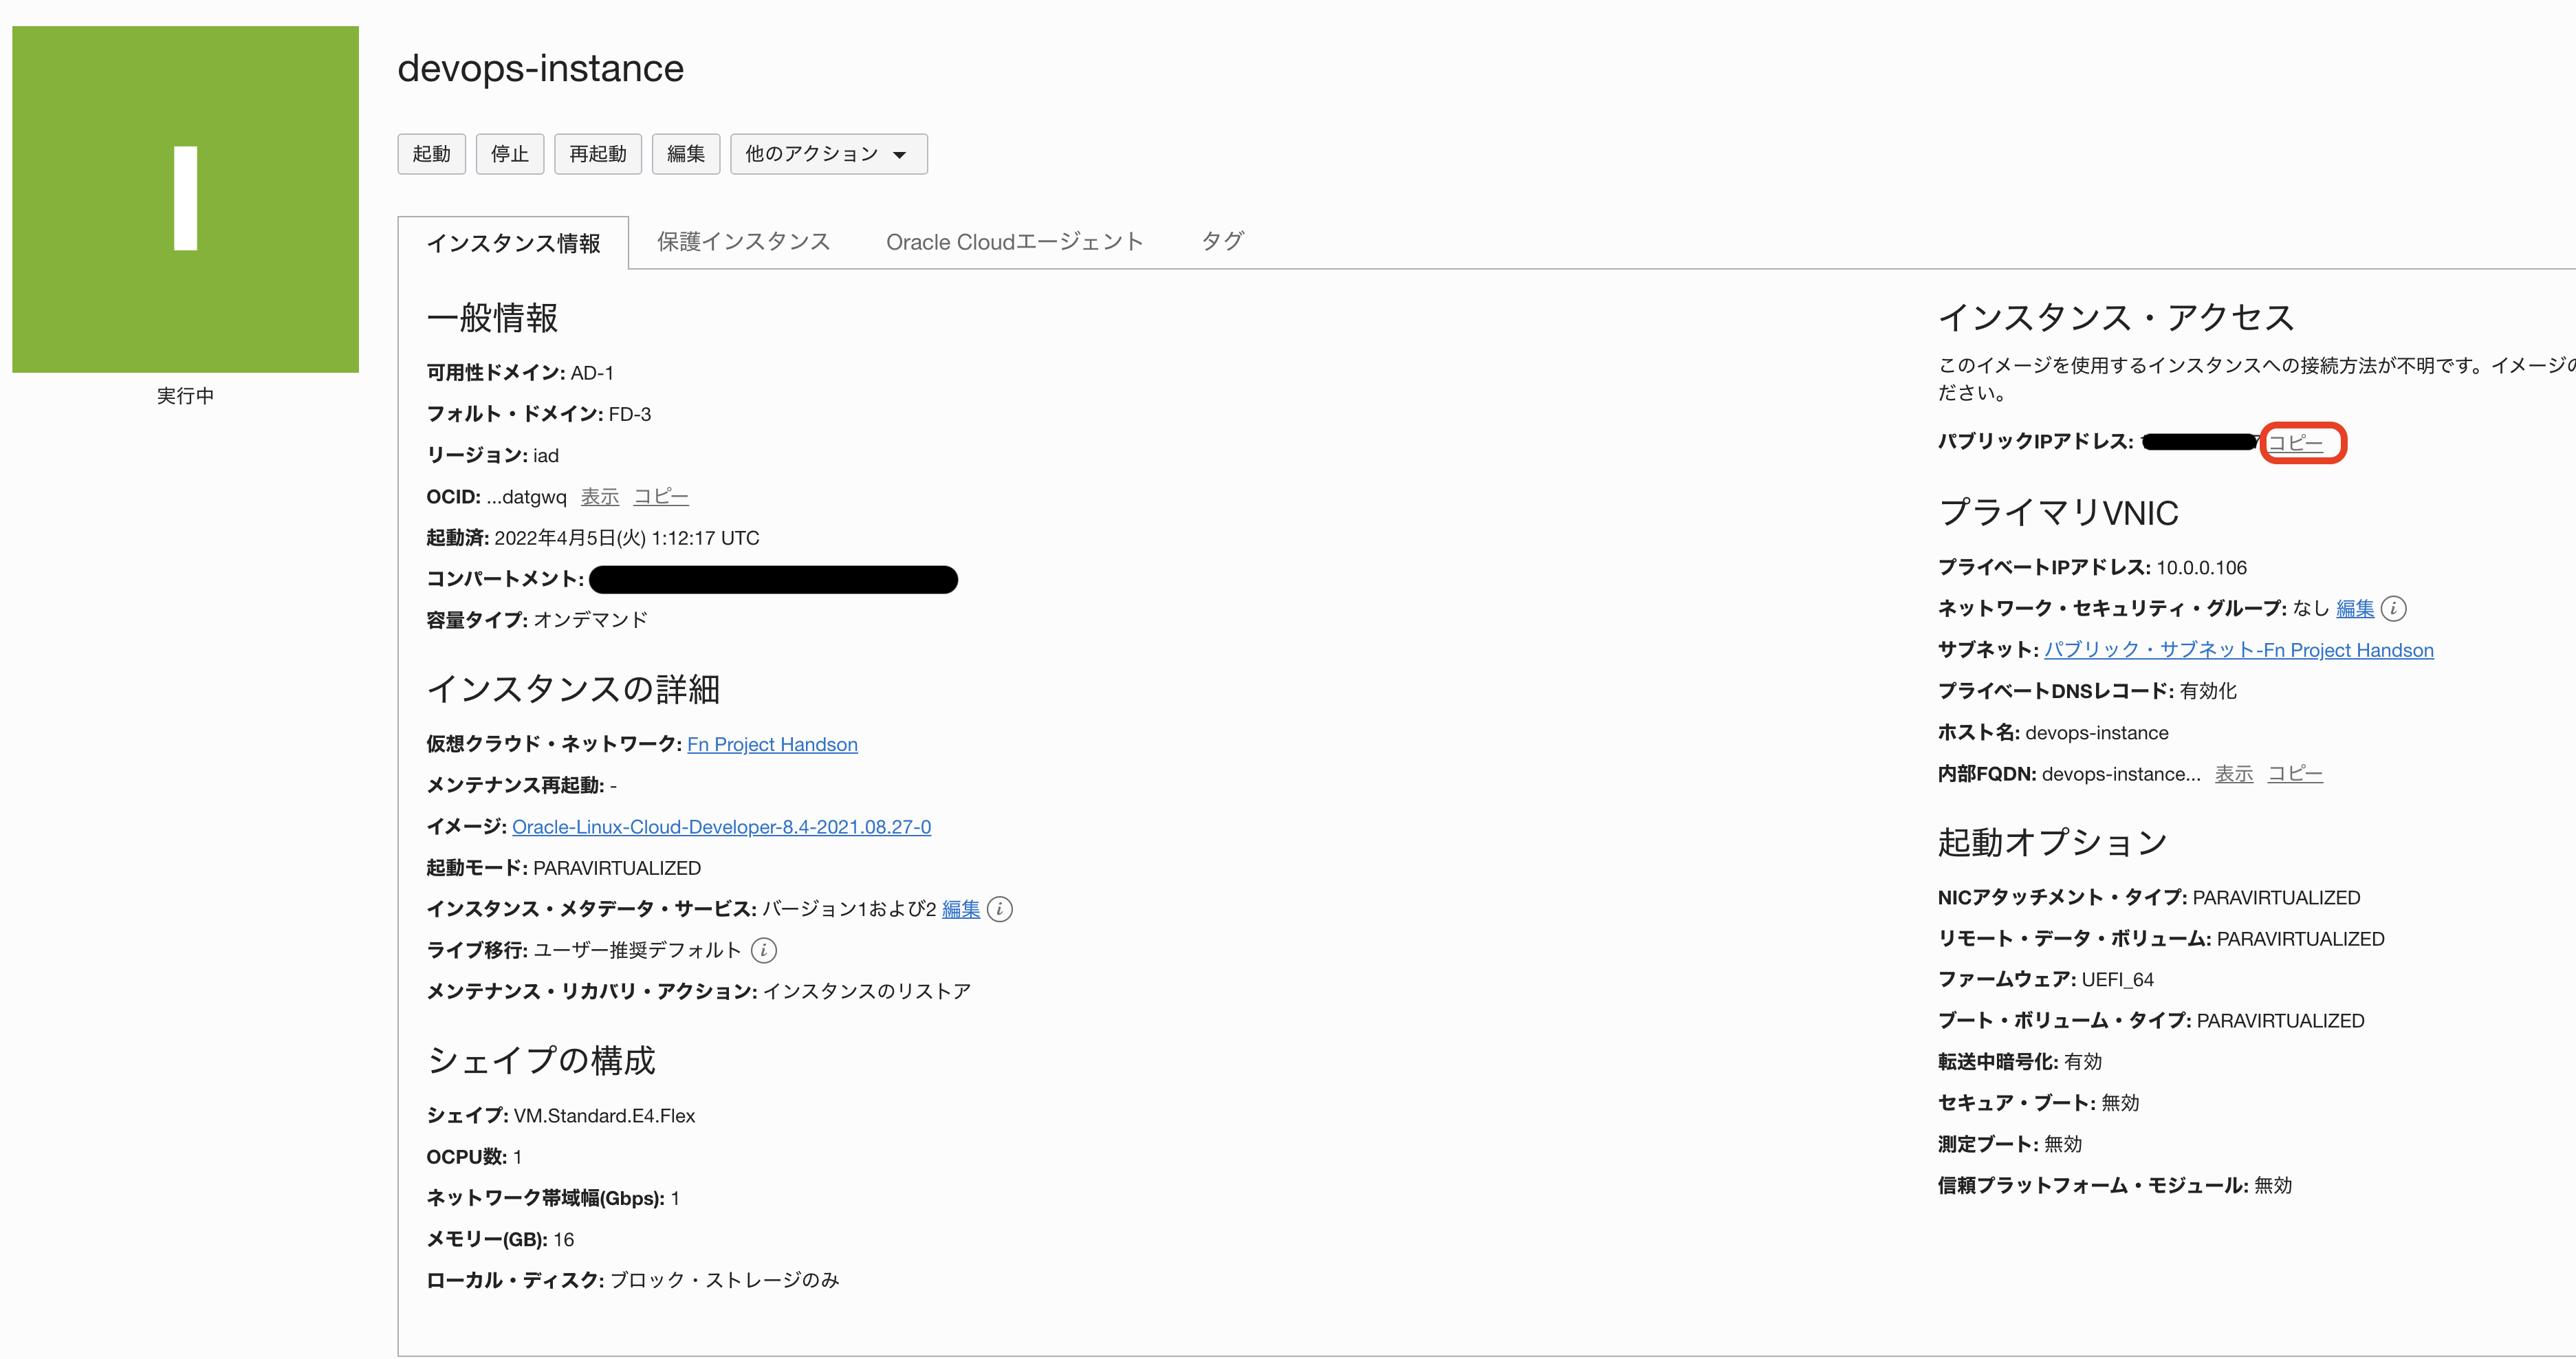 I
実行中
devops-instance
起動 停止 再起動 編集 他のアクション
インスタンス情報 保護インスタンス Oracle Cloudエージェント タグ
一般情報
可用性ドメイン: AD-1
フォルト・ドメイン: FD-3
リージョン: iad
OCID: ...datgwq 表示 コピー
起動済: 2022年4月5日(火) 1:12:17 UTC
コンパートメント:
容量タイプ: オンデマンド
インスタンスの詳細
仮想クラウド・ネットワーク: Fn Project Handson
メンテナンス再起動: -
イメージ: Oracle-Linux-Cloud-Developer-8.4-2021.08.27-0
起動モード: PARAVIRTUALIZED
インスタンス・メタデータ・サービス: バージョン1および2 編集 i
ライブ移行: ユーザー推奨デフォルト i
メンテナンス・リカバリ・アクション: インスタンスのリストア
シェイプの構成
シェイプ: VM.Standard.E4.Flex
OCPU数: 1
ネットワーク帯域幅(Gbps): 1
メモリー(GB): 16
ローカル・ディスク: ブロック・ストレージのみ
インスタンス・アクセス
このイメージを使用するインスタンスへの接続方法が不明です。イメージの
ださい。
パブリックIPアドレス: コピー
プライマリVNIC
プライベートIPアドレス: 10.0.0.106
ネットワーク・セキュリティ・グループ: なし 編集 i
サブネット: パブリック・サブネット-Fn Project Handson
プライベートDNSレコード: 有効化
ホスト名: devops-instance
内部FQDN: devops-instance... 表示 コピー
起動オプション
NICアタッチメント・タイプ: PARAVIRTUALIZED
リモート・データ・ボリューム: PARAVIRTUALIZED
ファームウェア: UEFI_64
ブート・ボリューム・タイプ: PARAVIRTUALIZED
転送中暗号化: 有効
セキュア・ブート: 無効
測定ブート: 無効
信頼プラットフォーム・モジュール: 無効